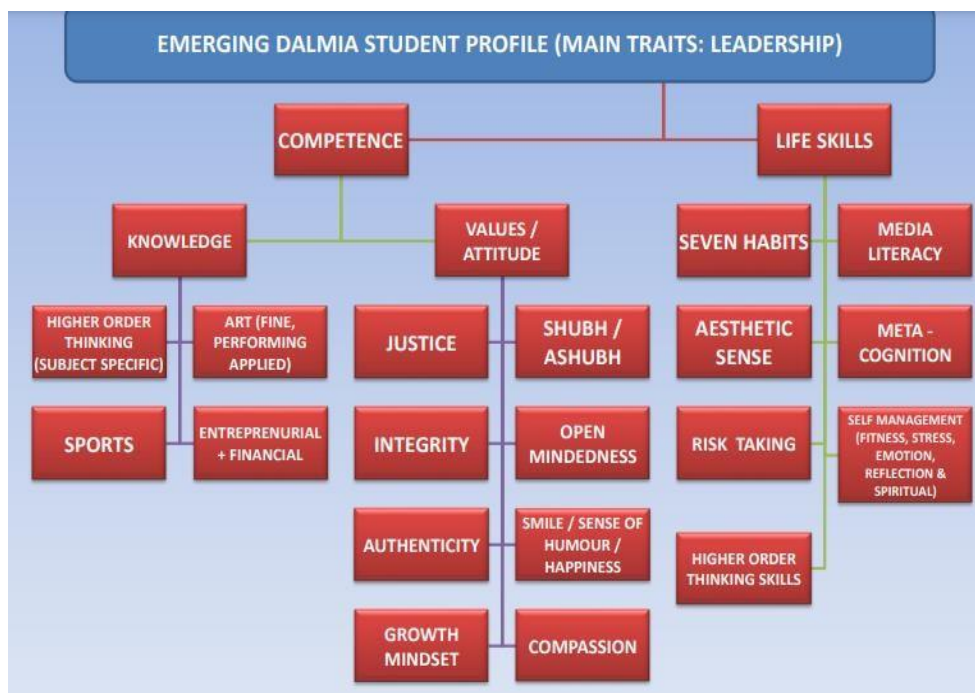 EMERGING DALMIA STUDENT PROFILE (MAIN TRAITS: LEADERSHIP)
COMPETENCE
LIFE SKILLS
KNOWLEDGE
VALUES /
ATTITUDE
SEVEN HABITS
MEDIA
LITERACY
HIGHER ORDER
THINKING
(SUBJECT SPECIFIC)
ART (FINE,
PERFORMING
APPLIED)
JUSTICE
SHUBH /
ASHUBH
AESTHETIC
SENSE
META -
COGNITION
SPORTS
ENTREPRENURIAL
+ FINANCIAL
INTEGRITY
OPEN
MINDEDNESS
RISK TAKING
SELF MANAGEMENT
(FITNESS, STRESS,
EMOTION,
REFLECTION &
SPIRITUAL)
AUTHENTICITY
SMILE / SENSE OF
HUMOUR /
HAPPINESS
HIGHER ORDER
THINKING SKILLS
GROWTH
MINDSET
COMPASSION